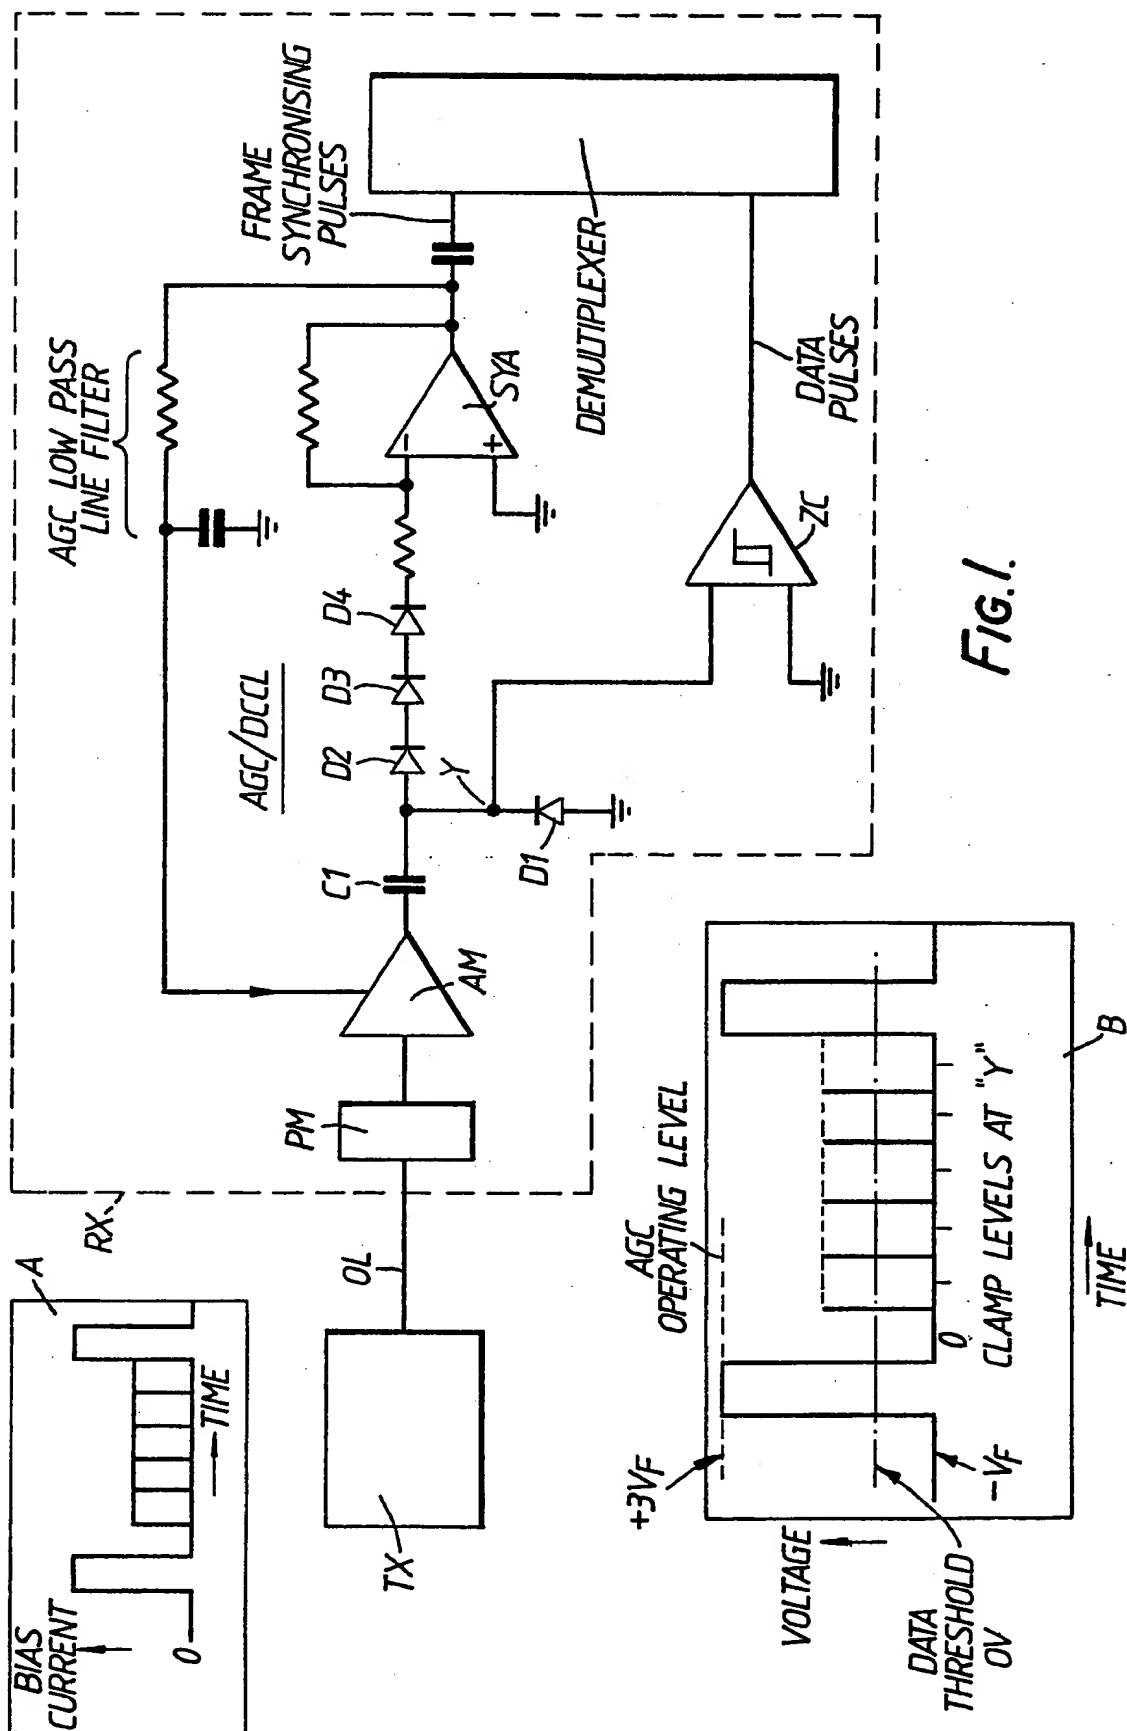 BIAS
CURRENT
A
0
TIME
TX
OL
RX
PM
AM
AGC LOW PASS
LINE FILTER
AGC/DCCL
C1
D2
D3
D4
Y
D1
-
+
SYA
ZC
FRAME
SYNCHRONISING
PULSES
DEMULTIPLEXER
DATA
PULSES
VOLTAGE
+3VF
AGC
OPERATING LEVEL
DATA
THRESHOLD
0V
-VF
0
CLAMP LEVELS AT "Y"
TIME
B
FIG.1.